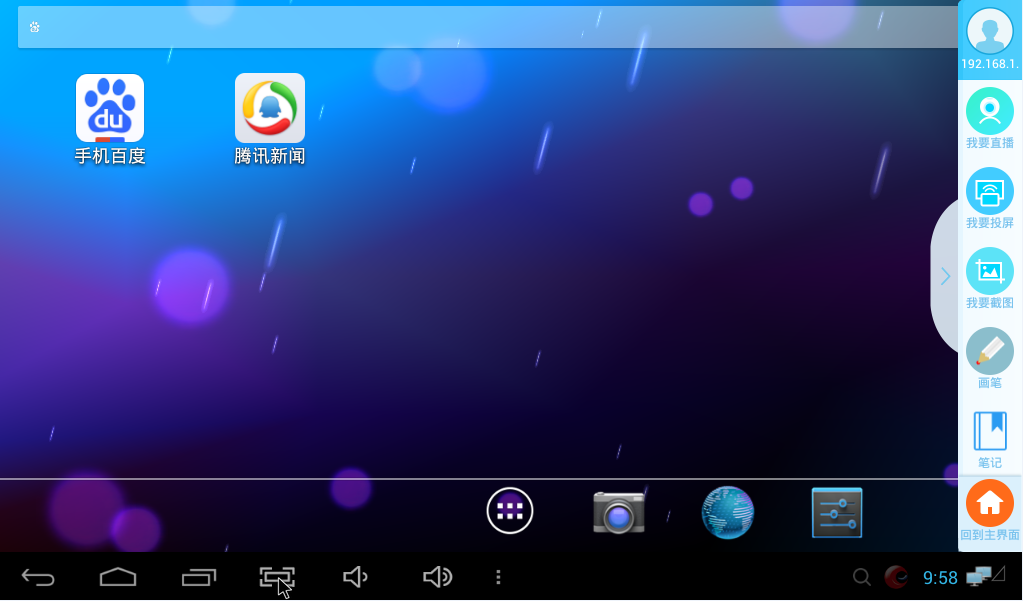 192.168.1.
du
手机百度
腾讯新闻
我要直播
我要投屏
我要截图
画笔
笔记
回到主界面
9:58